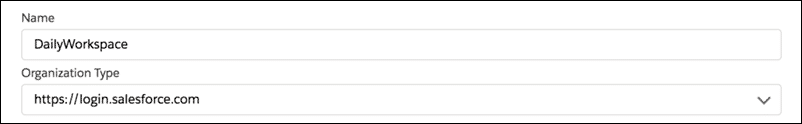 Name
DailyWorkspace
Organization Type
https://login.salesforce.com